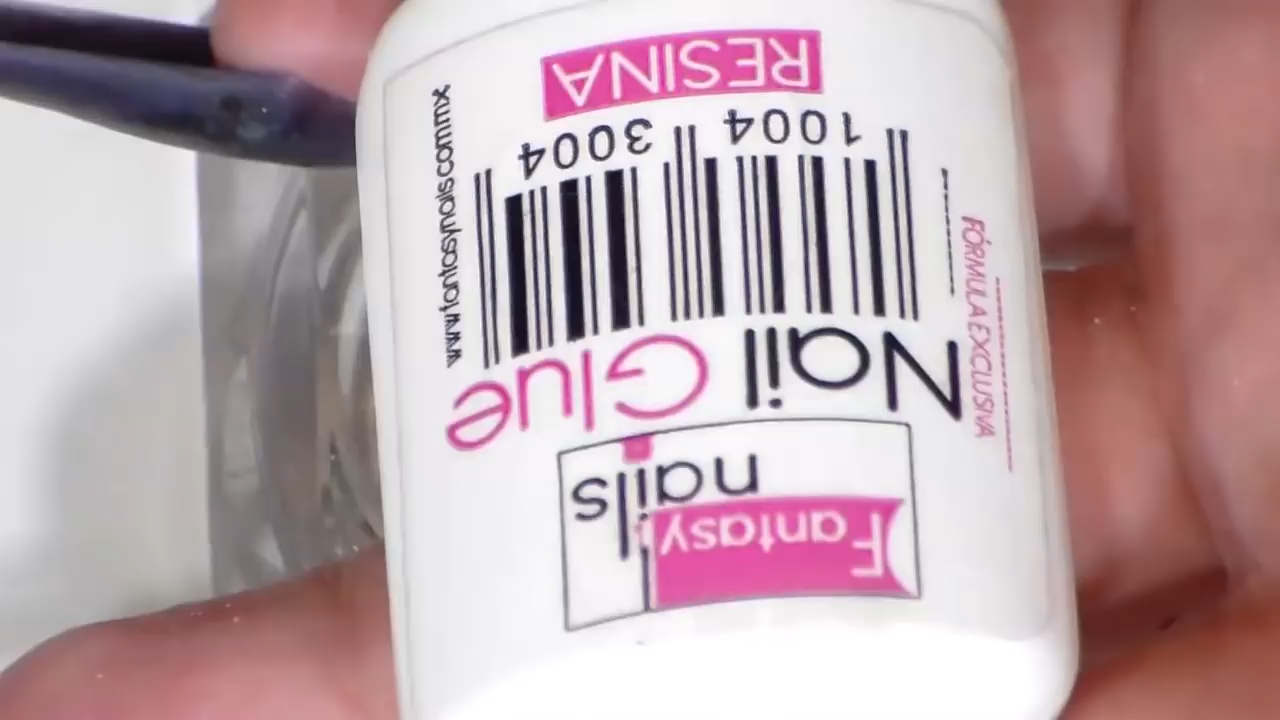 Fantasy
nails
Nail Glue
1004 3004
RESINA
www.fantasynails.com.mx
FÓRMULA EXCLUSIVA